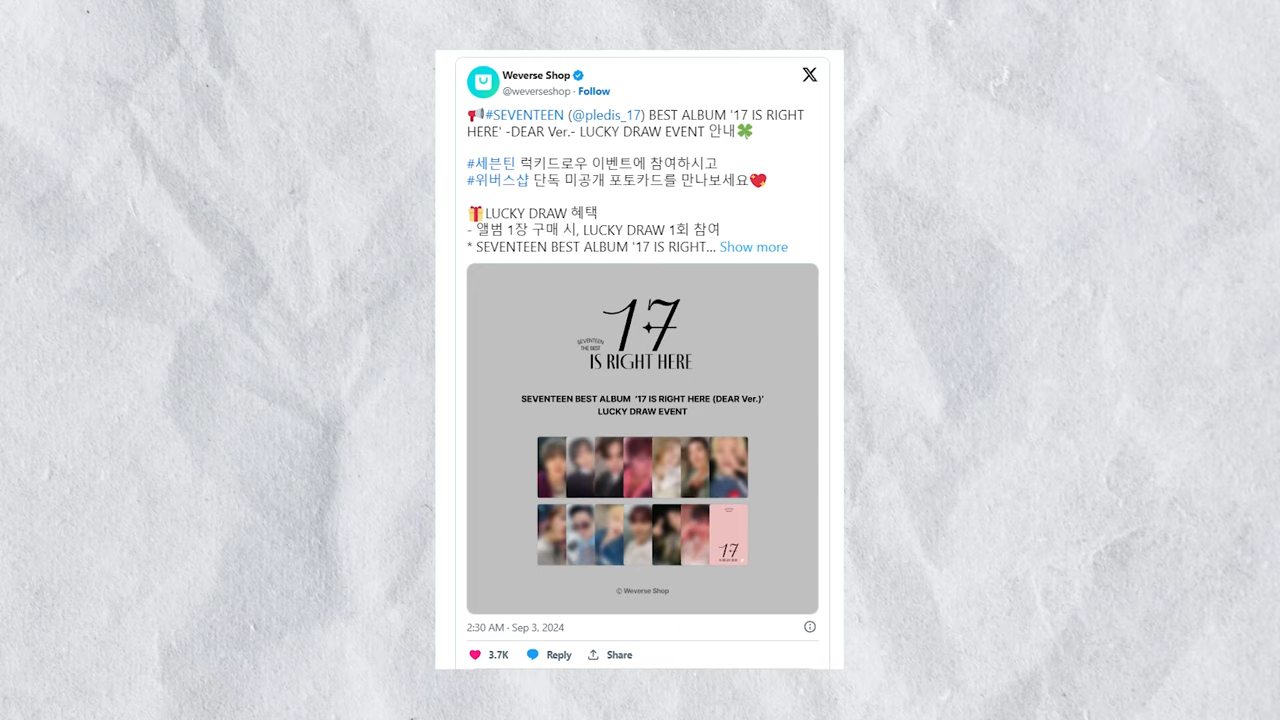 Weverse Shop
@weverseshop · Follow
📢#SEVENTEEN (@pledis_17) BEST ALBUM '17 IS RIGHT
HERE' -DEAR Ver.- LUCKY DRAW EVENT 안내🍀
#세븐틴 럭키드로우 이벤트에 참여하시고
#위버스샵 단독 미공개 포토카드를 만나보세요💖
🎁LUCKY DRAW 혜택
- 앨범 1장 구매 시, LUCKY DRAW 1회 참여
* SEVENTEEN BEST ALBUM '17 IS RIGHT... Show more
17
SEVENTEEN
THE BEST
IS RIGHT HERE
SEVENTEEN BEST ALBUM '17 IS RIGHT HERE (DEAR Ver.)'
LUCKY DRAW EVENT
17
IS RIGHT HERE
© Weverse Shop
2:30 AM · Sep 3, 2024
3.7K Reply Share